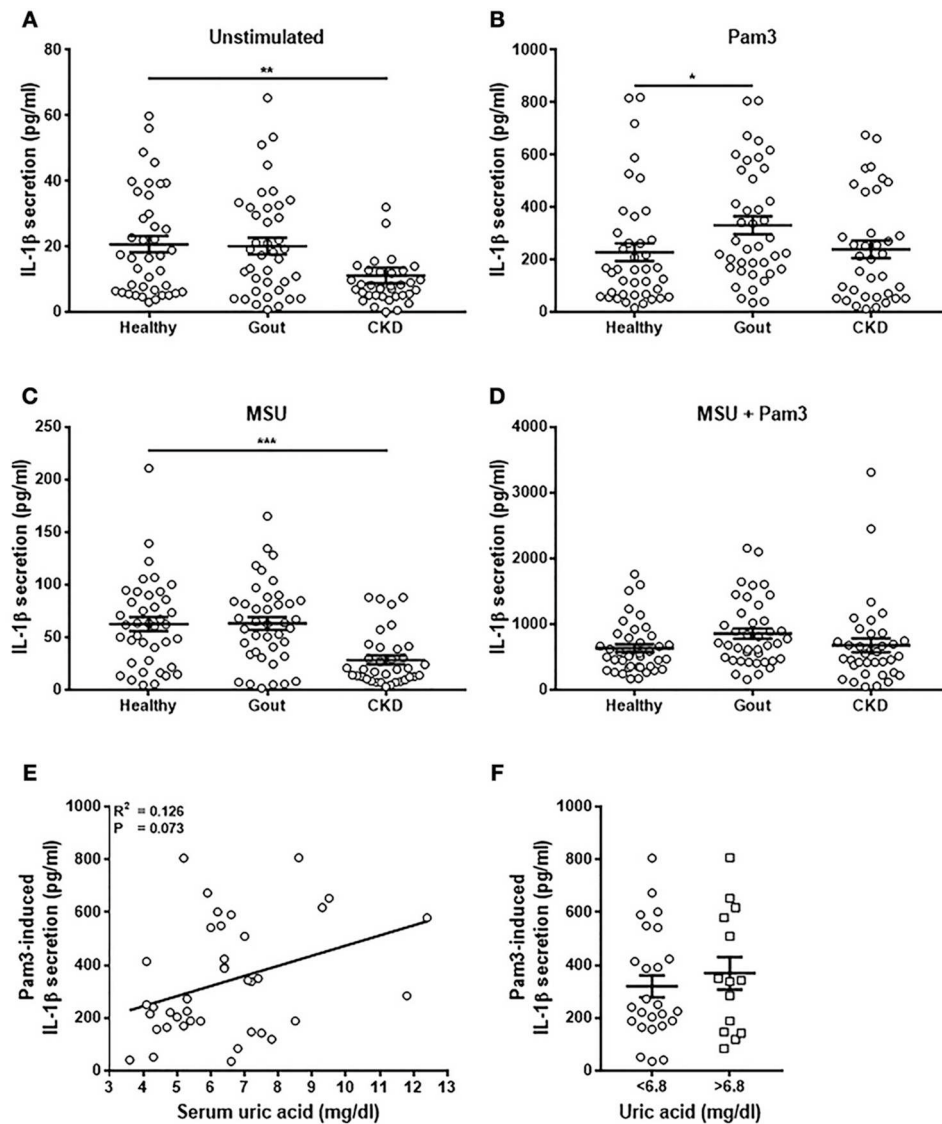 A
Unstimulated
IL-1β secretion (pg/ml)
80
60
40
20
0
**
Healthy Gout CKD
B
Pam3
IL-1β secretion (pg/ml)
1000
800
600
400
200
0
*
Healthy Gout CKD
C
MSU
IL-1β secretion (pg/ml)
250
200
150
100
50
0
***
Healthy Gout CKD
D
MSU + Pam3
IL-1β secretion (pg/ml)
4000
3000
2000
1000
0
Healthy Gout CKD
E
R² = 0.126
P = 0.073
Pam3-induced
IL-1β secretion (pg/ml)
1000
800
600
400
200
0
3 4 5 6 7 8 9 10 11 12 13
Serum uric acid (mg/dl)
F
Pam3-induced
IL-1β secretion (pg/ml)
1000
800
600
400
200
0
<6.8 >6.8
Uric acid (mg/dl)